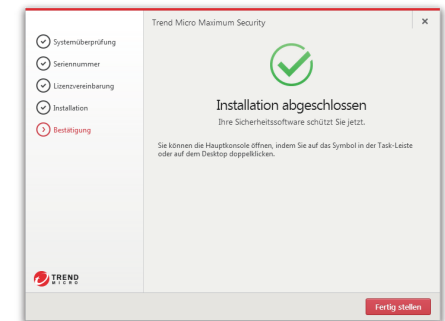 Trend Micro Maximum Security
Systemüberprüfung
Seriennummer
Lizenzvereinbarung
Installation
Bestätigung
Installation abgeschlossen
Ihre Sicherheitssoftware schützt Sie jetzt.
Sie können die Hauptkonsole öffnen, indem Sie auf das Symbol in der Task-Leiste
oder auf dem Desktop doppelklicken.
TREND
MICRO
Fertig stellen